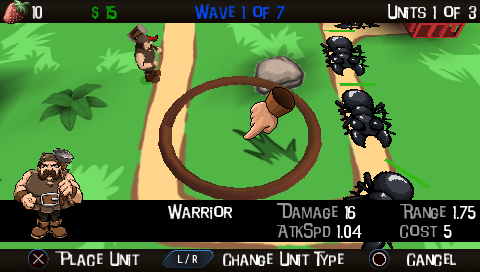 10 $ 15 WAVE 1 OF 7 UNITS 1 OF 3
WARRIOR DAMAGE 16 RANGE 1.75
ATKSPD 1.04 COST 5
PLACE UNIT L/R CHANGE UNIT TYPE CANCEL